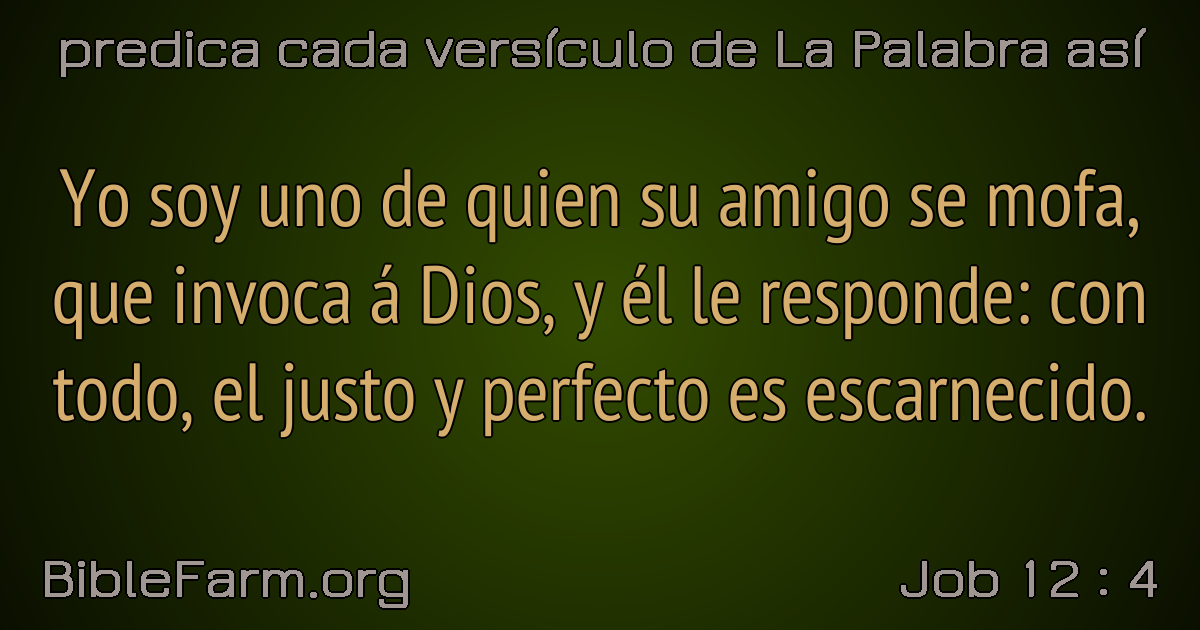 predica cada versículo de La Palabra así
Yo soy uno de quien su amigo se mofa,
que invoca á Dios, y él le responde: con
todo, el justo y perfecto es escarnecido.
BibleFarm.org
Job 12 : 4